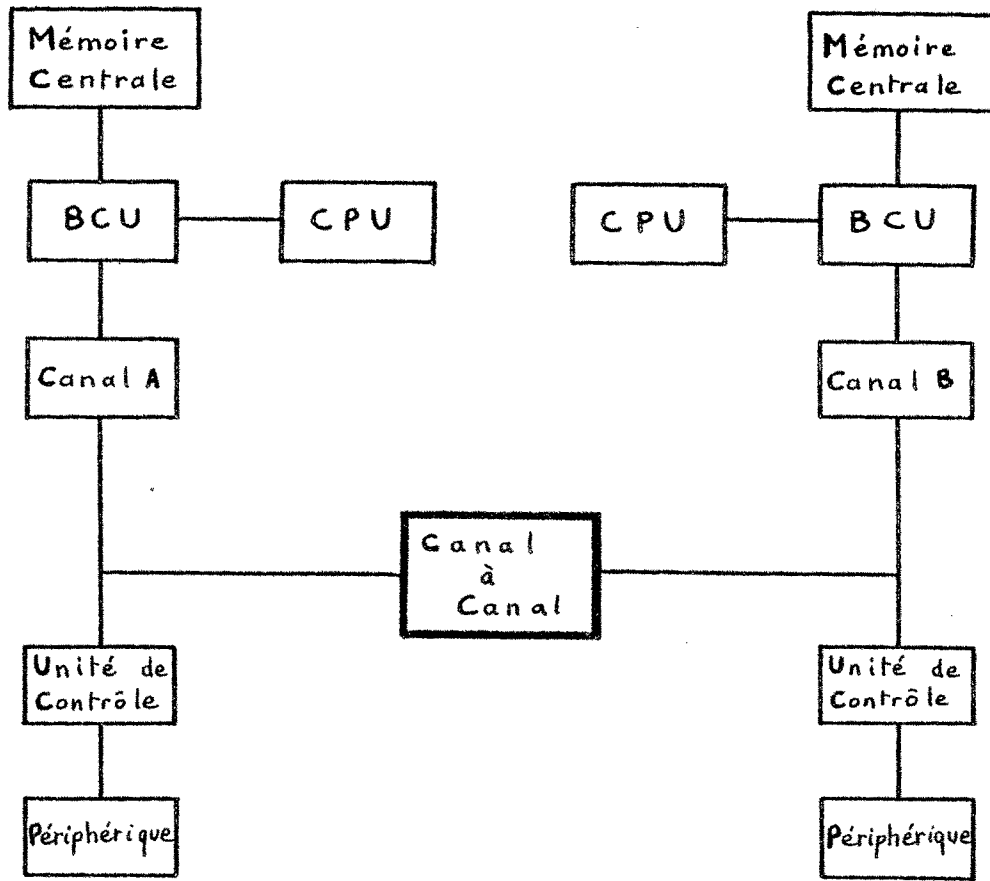 Mémoire
Centrale
Mémoire
Centrale
BCU
CPU
CPU
BCU
Canal A
Canal B
Canal
à
Canal
Unité de
Contrôle
Unité de
Contrôle
Périphérique
Périphérique